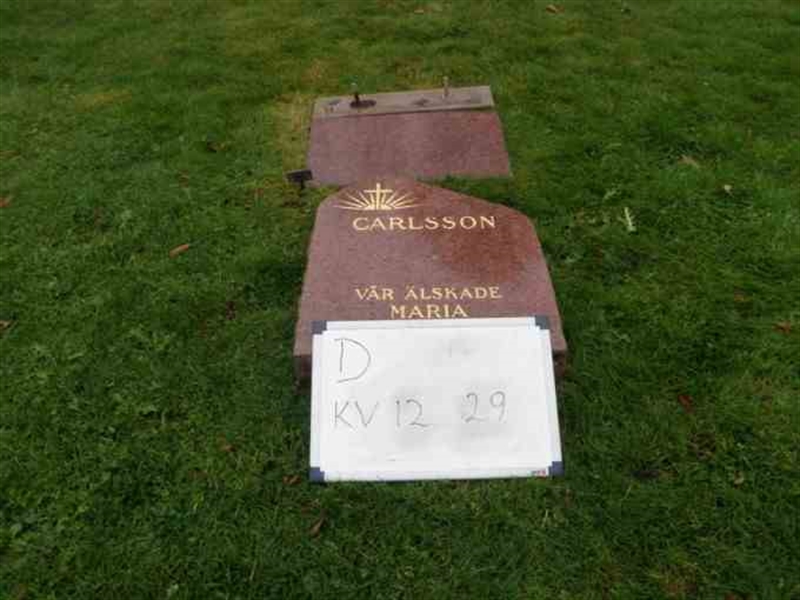 CARLSSON
VÅR ÄLSKADE
MARIA
D
KV 12 29